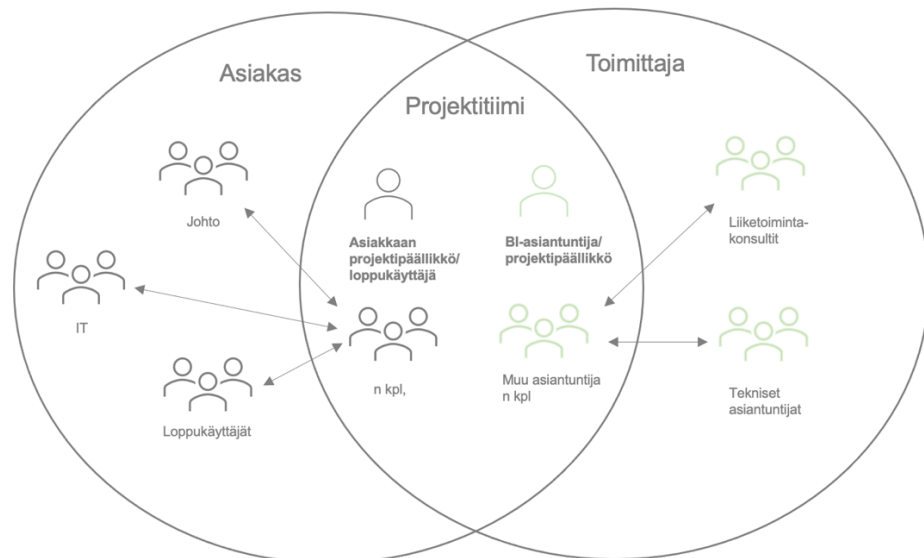 Asiakas
Toimittaja
Projektitiimi
Johto
Asiakkaan
projektipäällikkö/
loppukäyttäjä
BI-asiantuntija/
projektipäällikkö
Liiketoiminta-
konsultit
IT
Loppukäyttäjät
n kpl,
Muu asiantuntija
n kpl
Tekniset
asiantuntijat